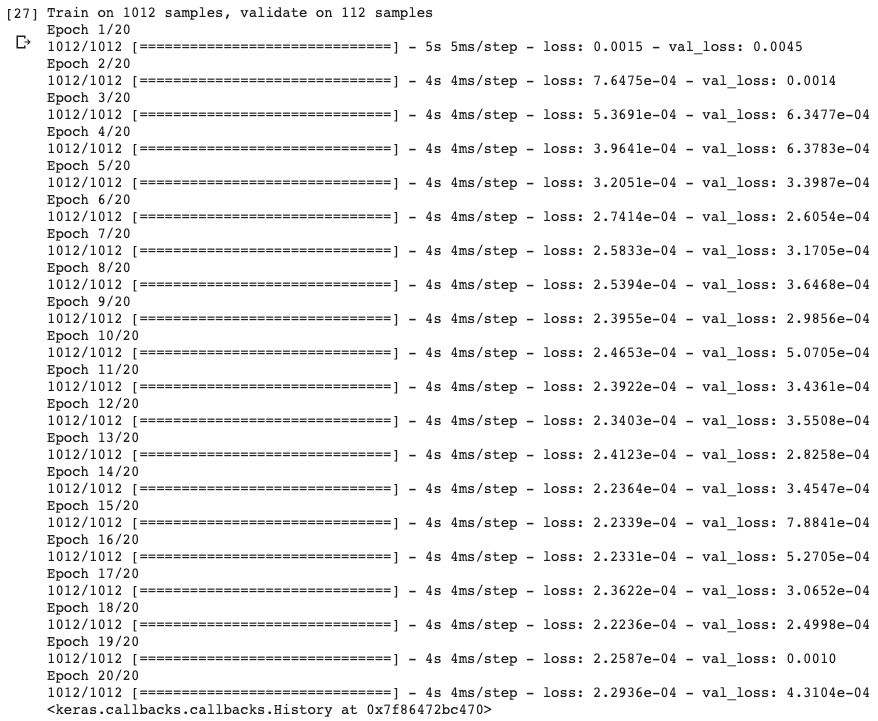 [27] Train on 1012 samples, validate on 112 samples
Epoch 1/20
1012/1012 [==============================] - 5s 5ms/step - loss: 0.0015 - val_loss: 0.0045
Epoch 2/20
1012/1012 [==============================] - 4s 4ms/step - loss: 7.6475e-04 - val_loss: 0.0014
Epoch 3/20
1012/1012 [==============================] - 4s 4ms/step - loss: 5.3691e-04 - val_loss: 6.3477e-04
Epoch 4/20
1012/1012 [==============================] - 4s 4ms/step - loss: 3.9641e-04 - val_loss: 6.3783e-04
Epoch 5/20
1012/1012 [==============================] - 4s 4ms/step - loss: 3.2051e-04 - val_loss: 3.3987e-04
Epoch 6/20
1012/1012 [==============================] - 4s 4ms/step - loss: 2.7414e-04 - val_loss: 2.6054e-04
Epoch 7/20
1012/1012 [==============================] - 4s 4ms/step - loss: 2.5833e-04 - val_loss: 3.1705e-04
Epoch 8/20
1012/1012 [==============================] - 4s 4ms/step - loss: 2.5394e-04 - val_loss: 3.6468e-04
Epoch 9/20
1012/1012 [==============================] - 4s 4ms/step - loss: 2.3955e-04 - val_loss: 2.9856e-04
Epoch 10/20
1012/1012 [==============================] - 4s 4ms/step - loss: 2.4653e-04 - val_loss: 5.0705e-04
Epoch 11/20
1012/1012 [==============================] - 4s 4ms/step - loss: 2.3922e-04 - val_loss: 3.4361e-04
Epoch 12/20
1012/1012 [==============================] - 4s 4ms/step - loss: 2.3403e-04 - val_loss: 3.5508e-04
Epoch 13/20
1012/1012 [==============================] - 4s 4ms/step - loss: 2.4123e-04 - val_loss: 2.8258e-04
Epoch 14/20
1012/1012 [==============================] - 4s 4ms/step - loss: 2.2364e-04 - val_loss: 3.4547e-04
Epoch 15/20
1012/1012 [==============================] - 4s 4ms/step - loss: 2.2339e-04 - val_loss: 7.8841e-04
Epoch 16/20
1012/1012 [==============================] - 4s 4ms/step - loss: 2.2331e-04 - val_loss: 5.2705e-04
Epoch 17/20
1012/1012 [==============================] - 4s 4ms/step - loss: 2.3622e-04 - val_loss: 3.0652e-04
Epoch 18/20
1012/1012 [==============================] - 4s 4ms/step - loss: 2.2236e-04 - val_loss: 2.4998e-04
Epoch 19/20
1012/1012 [==============================] - 4s 4ms/step - loss: 2.2587e-04 - val_loss: 0.0010
Epoch 20/20
1012/1012 [==============================] - 4s 4ms/step - loss: 2.2936e-04 - val_loss: 4.3104e-04
<keras.callbacks.callbacks.History at 0x7f86472bc470>